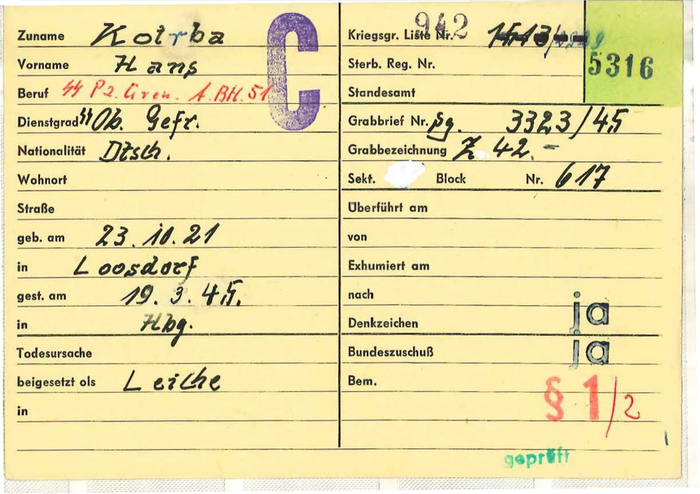 Zuname Kotrba
Vorname Hans
Beruf SS Pz. Gren. A. Btl. 51
Dienstgrad SS Ob. Gefr.
Nationalität Dtsch.
Wohnort
Straße
geb. am 23.10.21
in Loosdorf
gest. am 19.3.45.
in Hbg.
Todesursache
beigesetzt als Leiche
in
C
942
Kriegsgr. Liste Nr.
5316
Sterb. Reg. Nr.
Standesamt
Grabbrief Nr. 3323/45
Grabbezeichnung Z 42.-
Sekt. Block Nr. 617
Überführt am
von
Exhumiert am
nach
Denkzeichen ja
Bundeszuschuß ja
Bem.
§ 1/2
geprüft